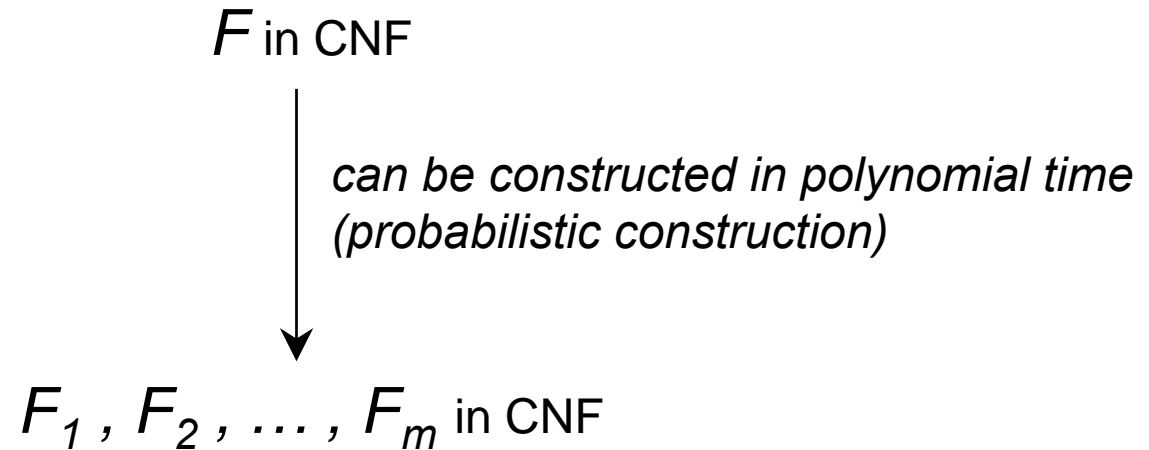 F in CNF
can be constructed in polynomial time
(probabilistic construction)
F1 , F2 , ... , Fm in CNF